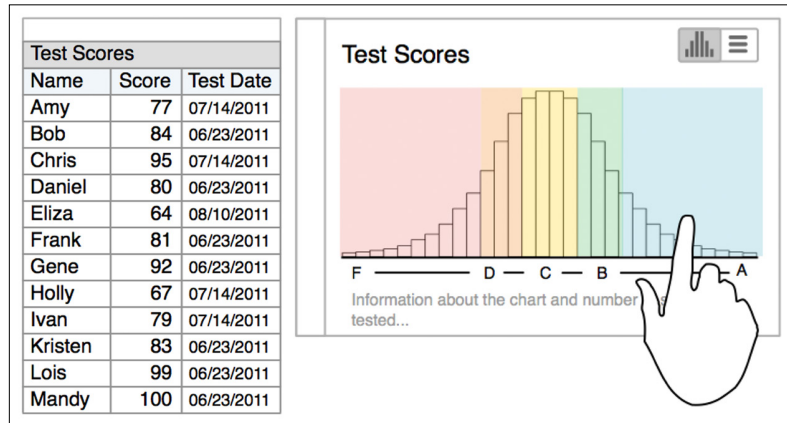 Test Scores
Name Score Test Date
Amy 77 07/14/2011
Bob 84 06/23/2011
Chris 95 07/14/2011
Daniel 80 06/23/2011
Eliza 64 08/10/2011
Frank 81 06/23/2011
Gene 92 06/23/2011
Holly 67 07/14/2011
Ivan 79 07/14/2011
Kristen 83 06/23/2011
Lois 99 06/23/2011
Mandy 100 06/23/2011
Test Scores
F D C B A
Information about the chart and number
tested...